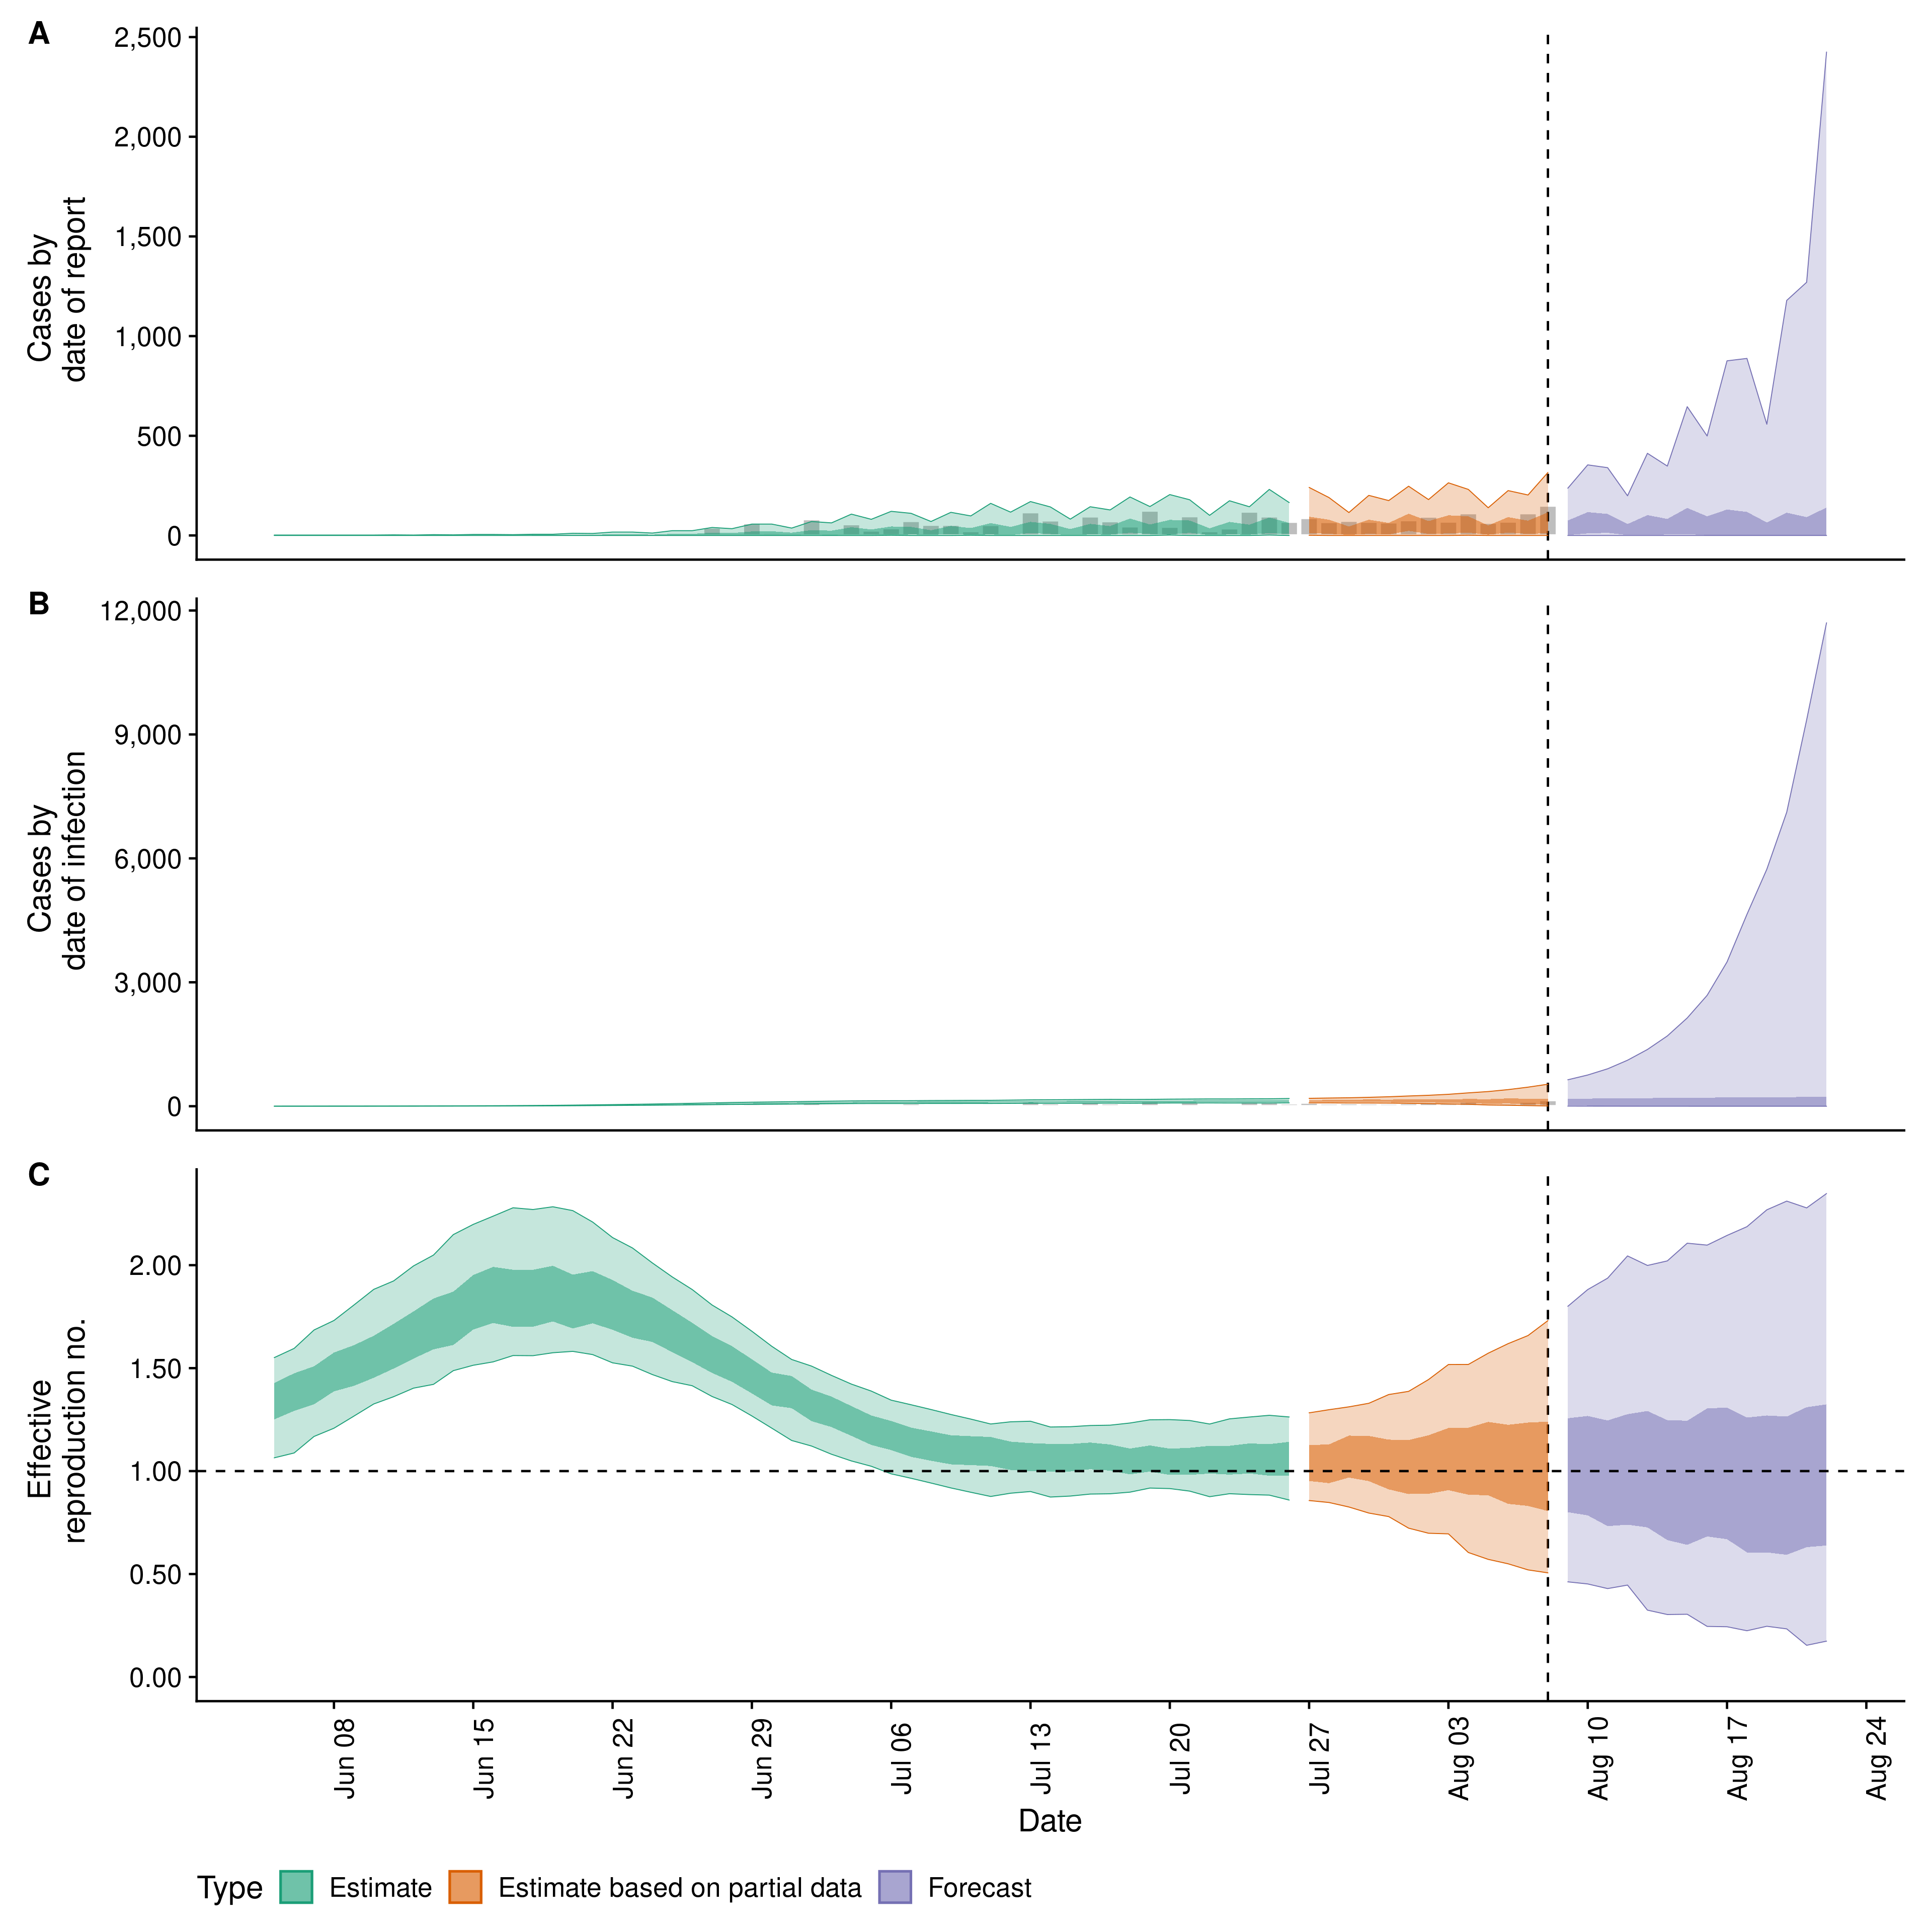 A
2,500
2,000
1,500
1,000
500
0
Cases by
date of report
B
12,000
9,000
6,000
3,000
0
Cases by
date of infection
C
2.00
1.50
1.00
0.50
0.00
Effective
reproduction no.
Jun 08
Jun 15
Jun 22
Jun 29
Jul 06
Jul 13
Jul 20
Jul 27
Aug 03
Aug 10
Aug 17
Aug 24
Date
Type Estimate Estimate based on partial data Forecast